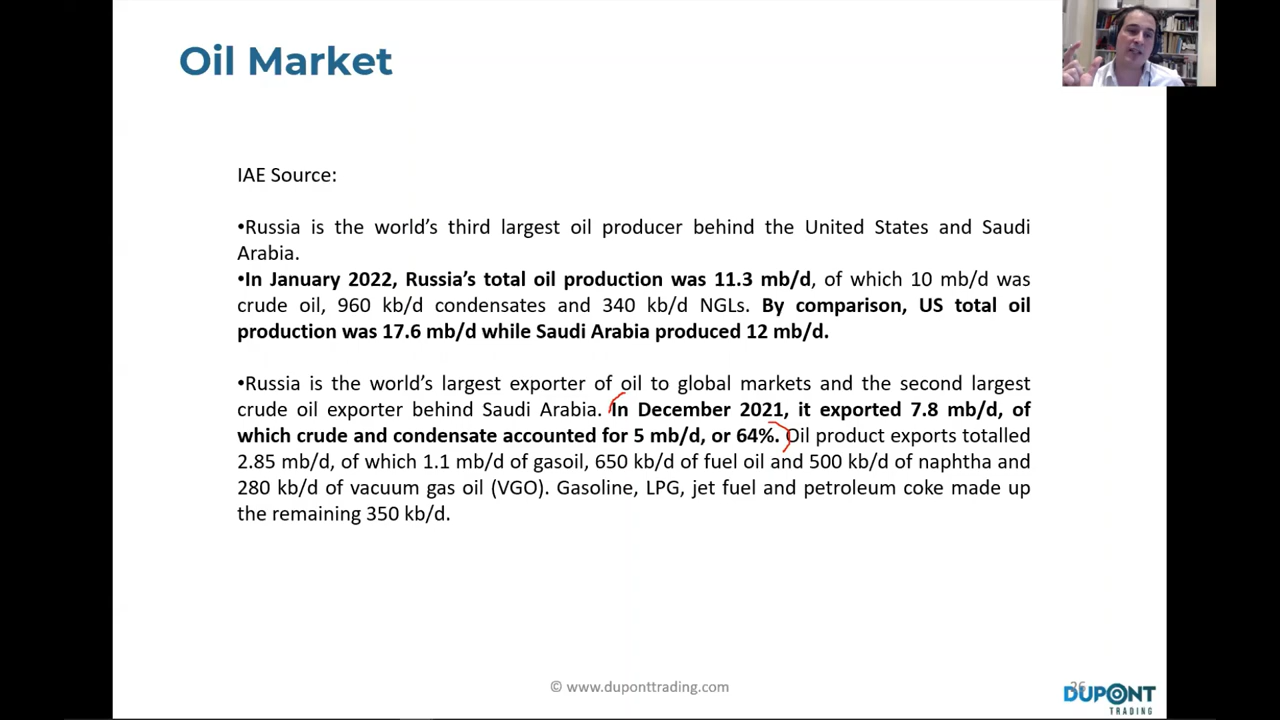 Oil Market
IAE Source:
•Russia is the world’s third largest oil producer behind the United States and Saudi
Arabia.
•In January 2022, Russia’s total oil production was 11.3 mb/d, of which 10 mb/d was
crude oil, 960 kb/d condensates and 340 kb/d NGLs. By comparison, US total oil
production was 17.6 mb/d while Saudi Arabia produced 12 mb/d.
•Russia is the world’s largest exporter of oil to global markets and the second largest
crude oil exporter behind Saudi Arabia. In December 2021, it exported 7.8 mb/d, of
which crude and condensate accounted for 5 mb/d, or 64%. Oil product exports totalled
2.85 mb/d, of which 1.1 mb/d of gasoil, 650 kb/d of fuel oil and 500 kb/d of naphtha and
280 kb/d of vacuum gas oil (VGO). Gasoline, LPG, jet fuel and petroleum coke made up
the remaining 350 kb/d.
© www.duponttrading.com
26
DUPONT
TRADING